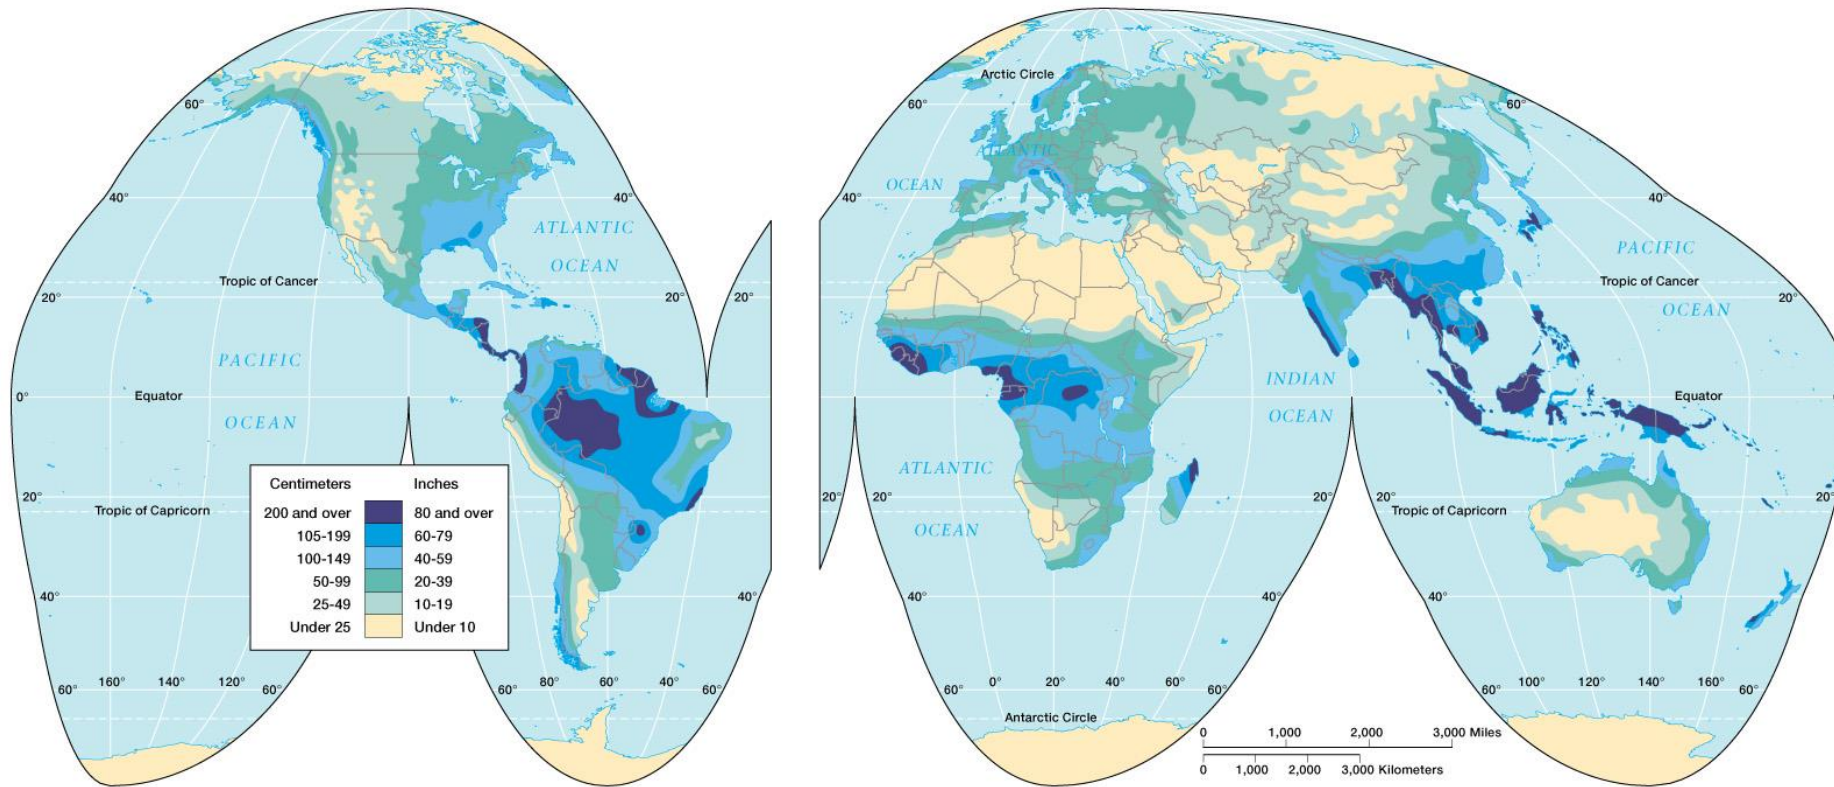 Arctic Circle
60°
60°
60°
ATLANTIC
OCEAN
40°
40°
40°
40°
ATLANTIC
OCEAN
PACIFIC
OCEAN
Tropic of Cancer
Tropic of Cancer
20°
20°
20°
20°
PACIFIC
OCEAN
INDIAN
OCEAN
Equator
Equator
0°
ATLANTIC
OCEAN
Centimeters Inches
200 and over 80 and over
105-199 60-79
100-149 40-59
50-99 20-39
25-49 10-19
Under 25 Under 10
20°
20°
20°
20°
20°
20°
Tropic of Capricorn
Tropic of Capricorn
40°
40°
40°
40°
40°
60° 160° 140° 120° 60°
60° 80° 60° 40° 60°
60° 0° 20° 40° 60°
60° 100° 120° 140° 160° 60°
Antarctic Circle
0 1,000 2,000 3,000 Miles
0 1,000 2,000 3,000 Kilometers